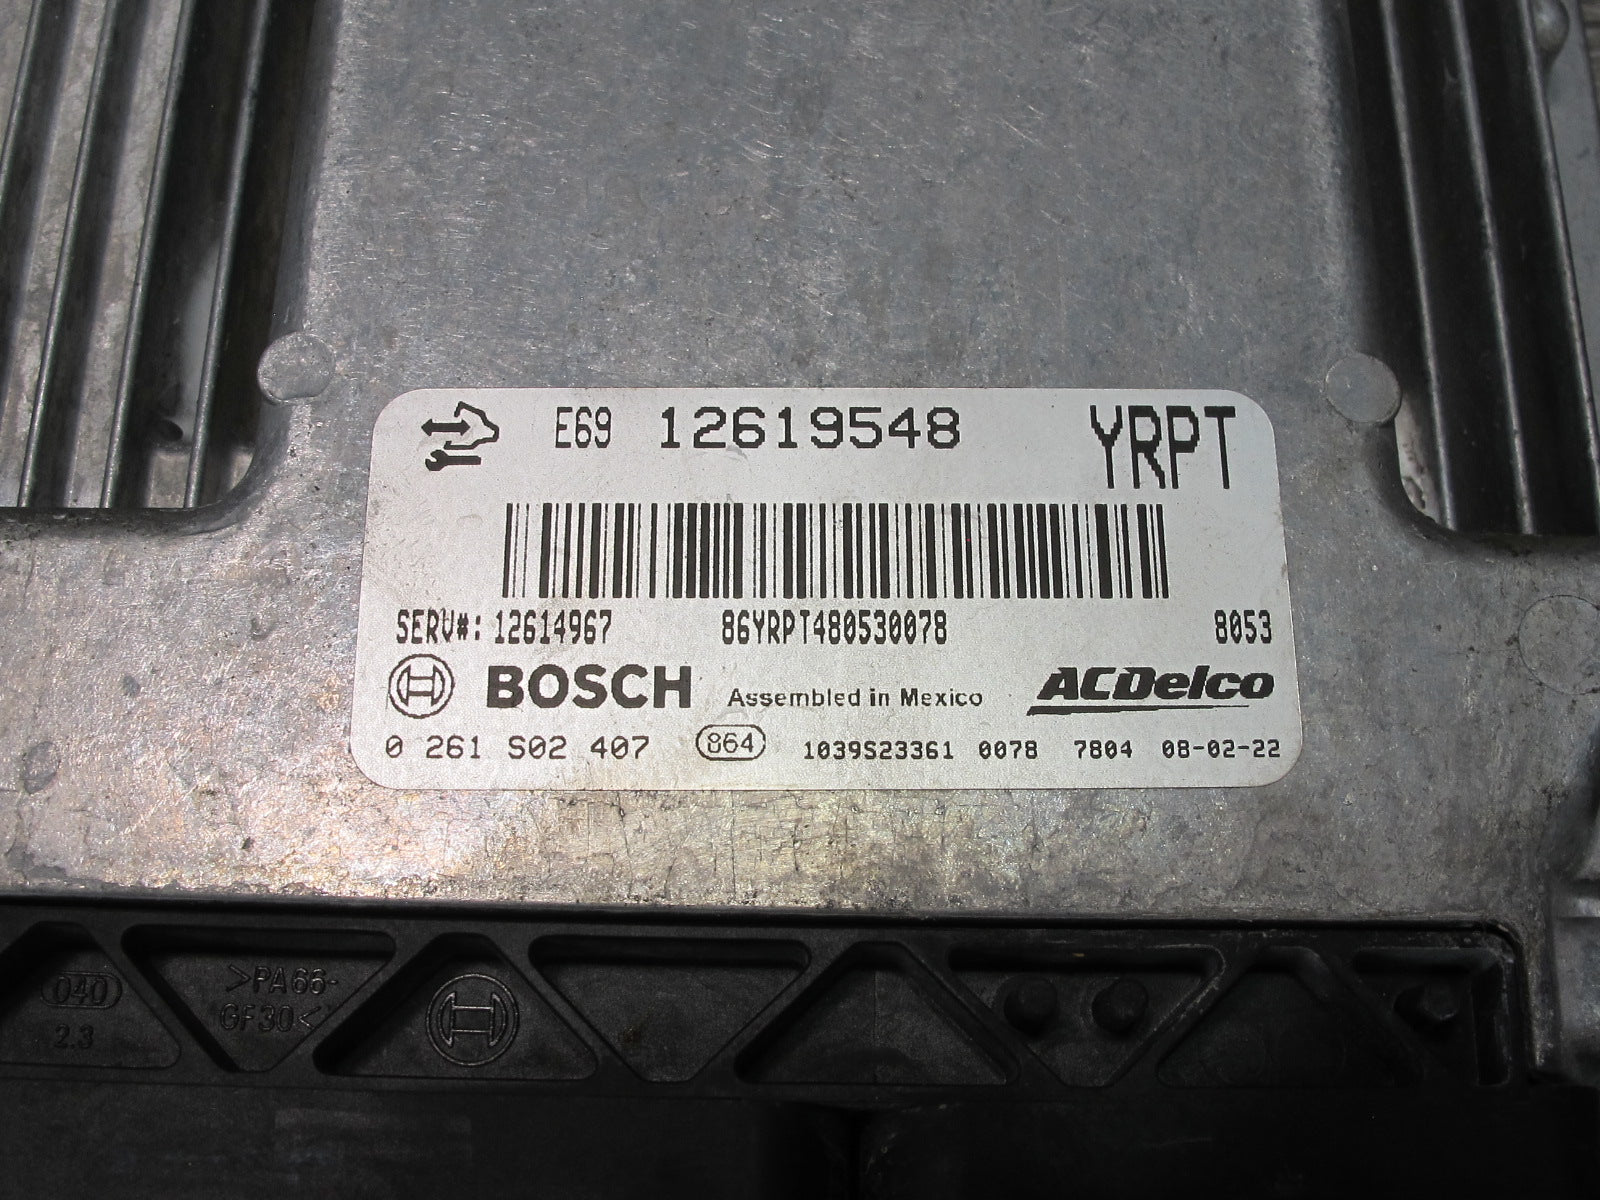 E69 12619548 YRPT
SERV#: 12614967 86YRPT480530078 8053
BOSCH Assembled in Mexico ACDelco
0 261 S02 407 864 1039S23361 0078 7804 08-02-22
040
2.3
>PA66-
GF30<